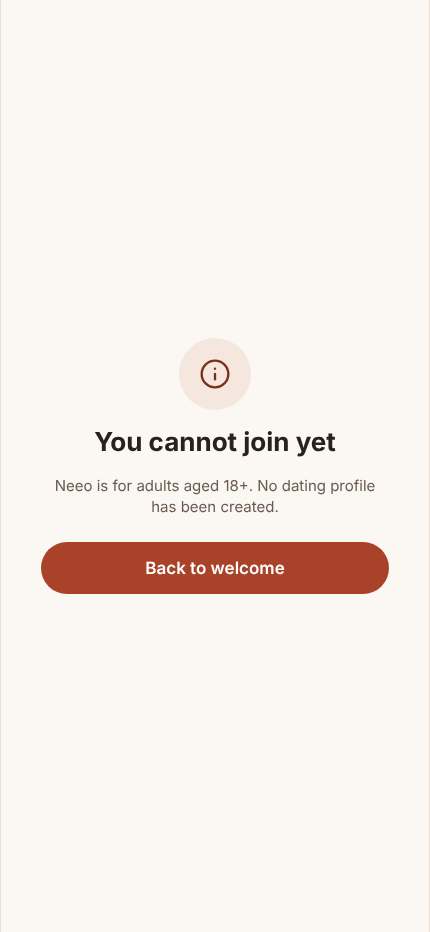 You cannot join yet
Neeo is for adults aged 18+. No dating profile
has been created.
Back to welcome